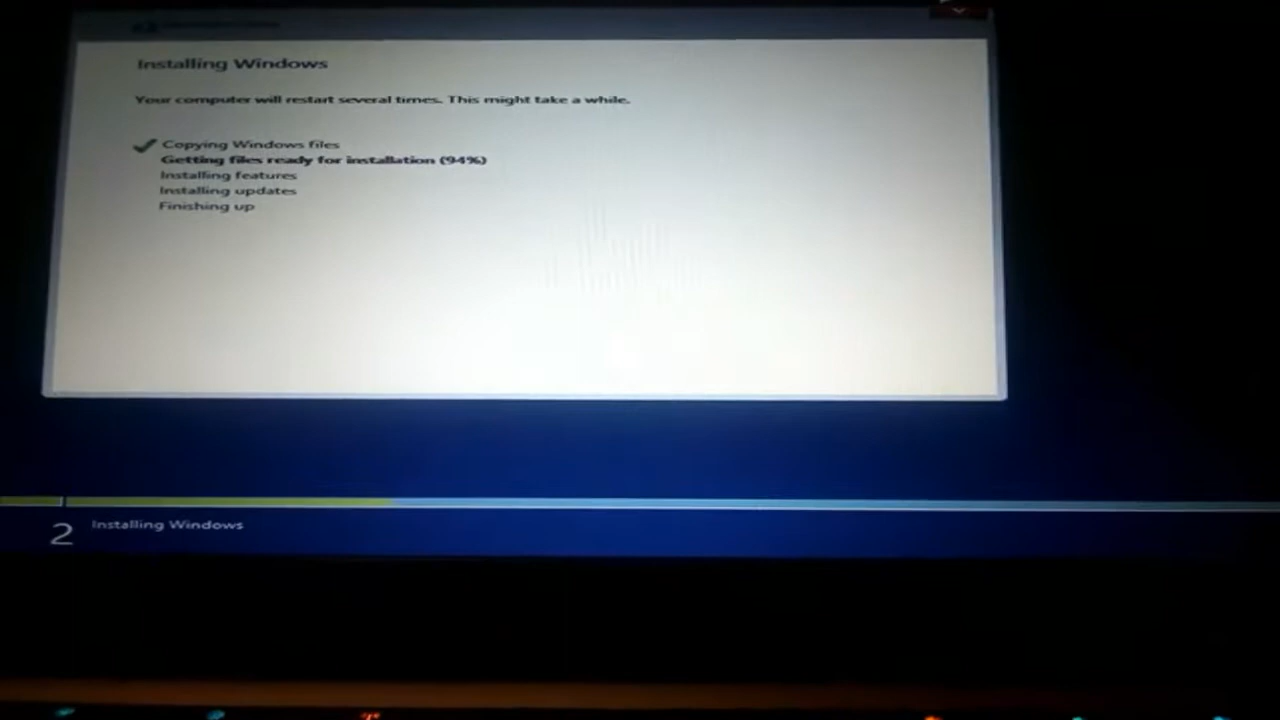 Installing Windows
Your computer will restart several times. This might take a while.
Copying Windows files
Getting files ready for installation (94%)
Installing features
Installing updates
Finishing up
2 Installing Windows